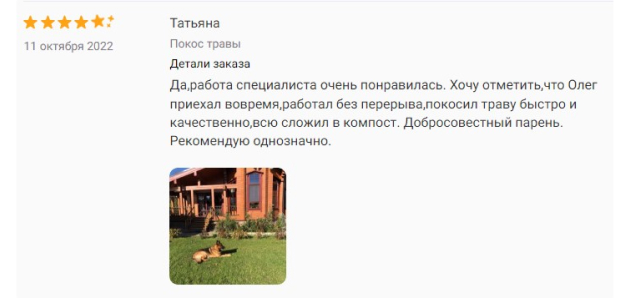 Татьяна
11 октября 2022
Покос травы
Детали заказа
Да,работа специалиста очень понравилась. Хочу отметить,что Олег
приехал вовремя,работал без перерыва,покосил траву быстро и
качественно,всю сложил в компост. Добросовестный парень.
Рекомендую однозначно.